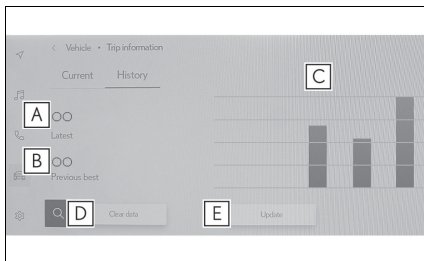 < Vehicle • Trip information
Current History
C
A
OO
Latest
B
OO
Previous best
D
Clear data
E
Update